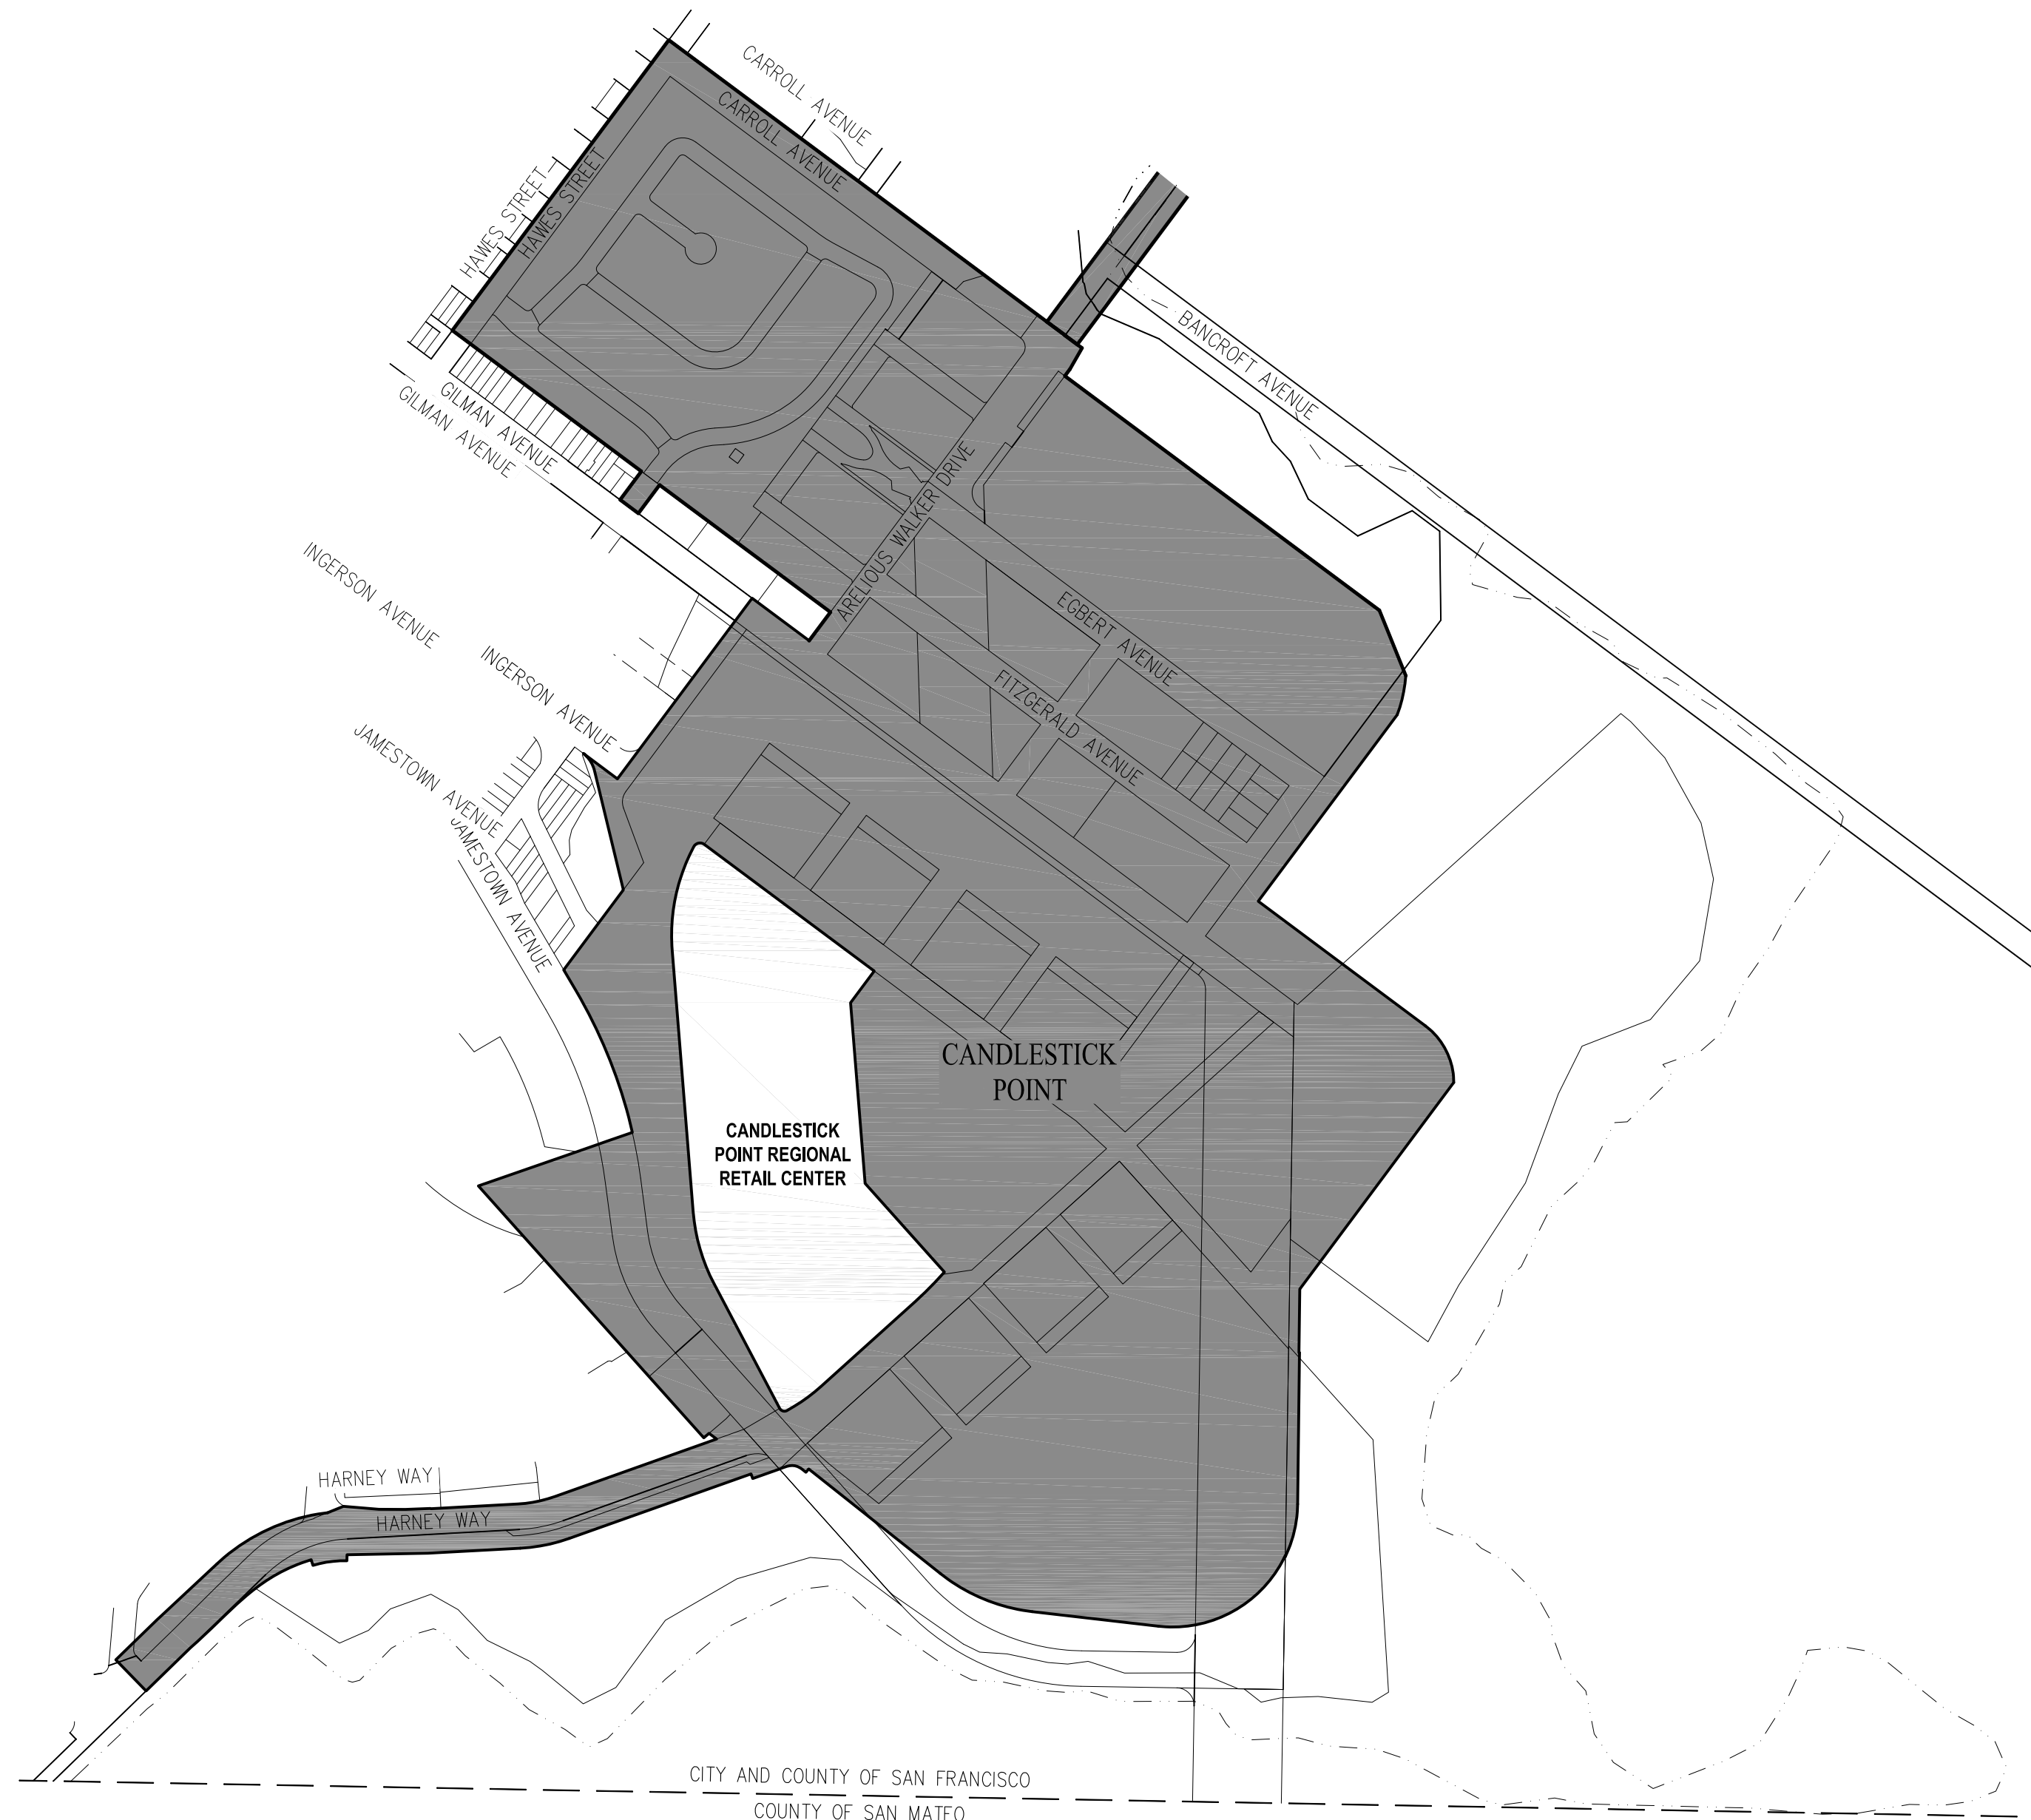 CARROLL AVENUE
CARROLL AVENUE
HAWES STREET
HAWES STREET
BANCROFT AVENUE
GILMAN AVENUE
GILMAN AVENUE
ARELIOUS WALKER DRIVE
INGERSON AVENUE
INGERSON AVENUE
EGBERT AVENUE
FITZGERALD AVENUE
JAMESTOWN AVENUE
JAMESTOWN AVENUE
CANDLESTICK
POINT
CANDLESTICK
POINT REGIONAL
RETAIL CENTER
HARNEY WAY
HARNEY WAY
CITY AND COUNTY OF SAN FRANCISCO
COUNTY OF SAN MATEO